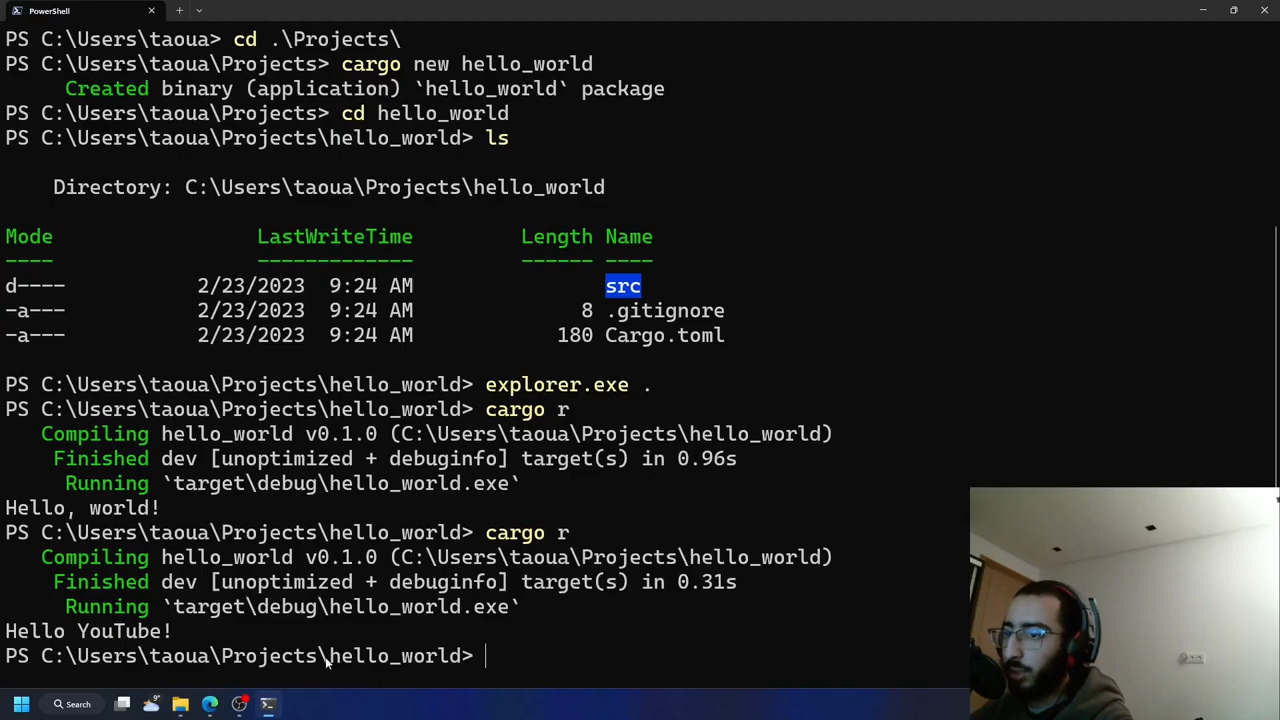 PowerShell
PS C:\Users\taoua> cd .\Projects\
PS C:\Users\taoua\Projects> cargo new hello_world
     Created binary (application) `hello_world` package
PS C:\Users\taoua\Projects> cd hello_world
PS C:\Users\taoua\Projects\hello_world> ls
    Directory: C:\Users\taoua\Projects\hello_world
Mode                 LastWriteTime         Length Name
----                 -------------         ------ ----
d----           2/23/2023  9:24 AM                src
-a---           2/23/2023  9:24 AM              8 .gitignore
-a---           2/23/2023  9:24 AM            180 Cargo.toml
PS C:\Users\taoua\Projects\hello_world> explorer.exe .
PS C:\Users\taoua\Projects\hello_world> cargo r
   Compiling hello_world v0.1.0 (C:\Users\taoua\Projects\hello_world)
    Finished dev [unoptimized + debuginfo] target(s) in 0.96s
     Running `target\debug\hello_world.exe`
Hello, world!
PS C:\Users\taoua\Projects\hello_world> cargo r
   Compiling hello_world v0.1.0 (C:\Users\taoua\Projects\hello_world)
    Finished dev [unoptimized + debuginfo] target(s) in 0.31s
     Running `target\debug\hello_world.exe`
Hello YouTube!
PS C:\Users\taoua\Projects\hello_world>
Search
9°